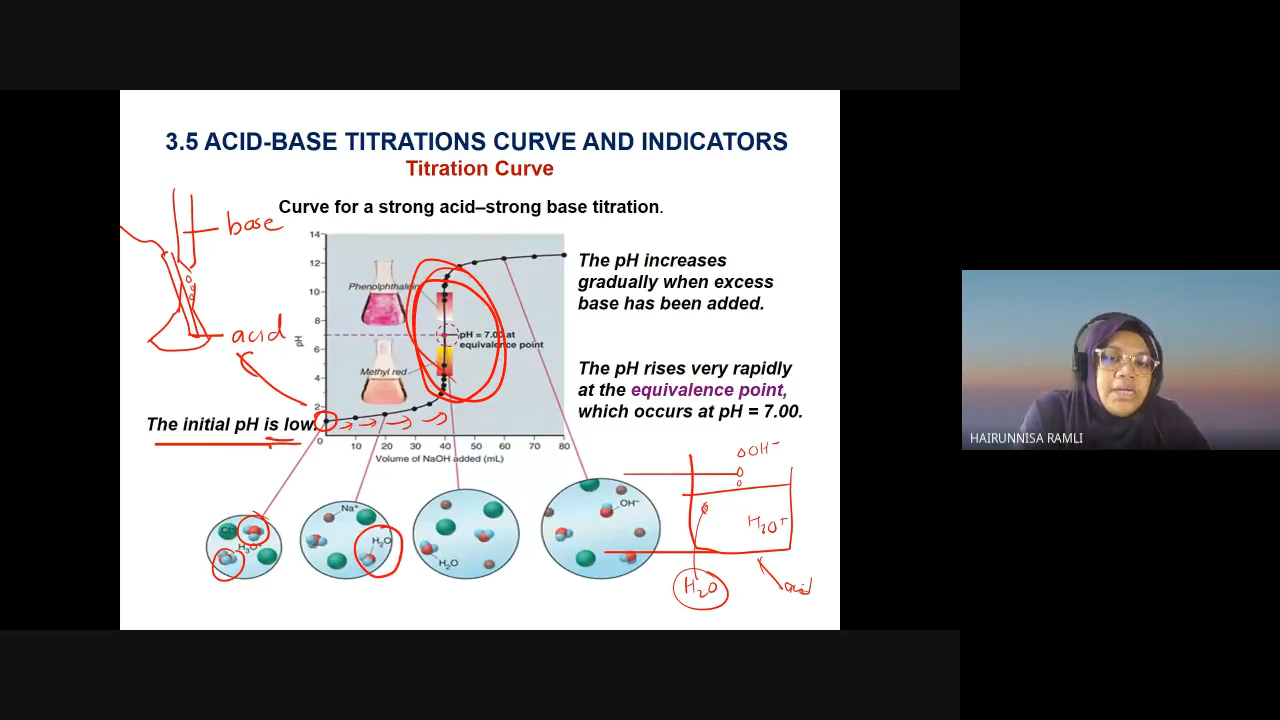 3.5 ACID-BASE TITRATIONS CURVE AND INDICATORS
Titration Curve
Curve for a strong acid–strong base titration.
base
acid
The initial pH is low.
14
12
10
8
6
4
2
0
pH
Phenolphthalein
pH = 7.00 at
equivalence point
Methyl red
10 20 30 40 50 60 70 80
Volume of NaOH added (mL)
The pH increases
gradually when excess
base has been added.
The pH rises very rapidly
at the equivalence point,
which occurs at pH = 7.00.
Cl⁻
H₃O⁺
Na⁺
H₂O
H₂O
OH⁻
OH⁻
H₃O⁺
H₂O
acid
HAIRUNNISA RAMLI